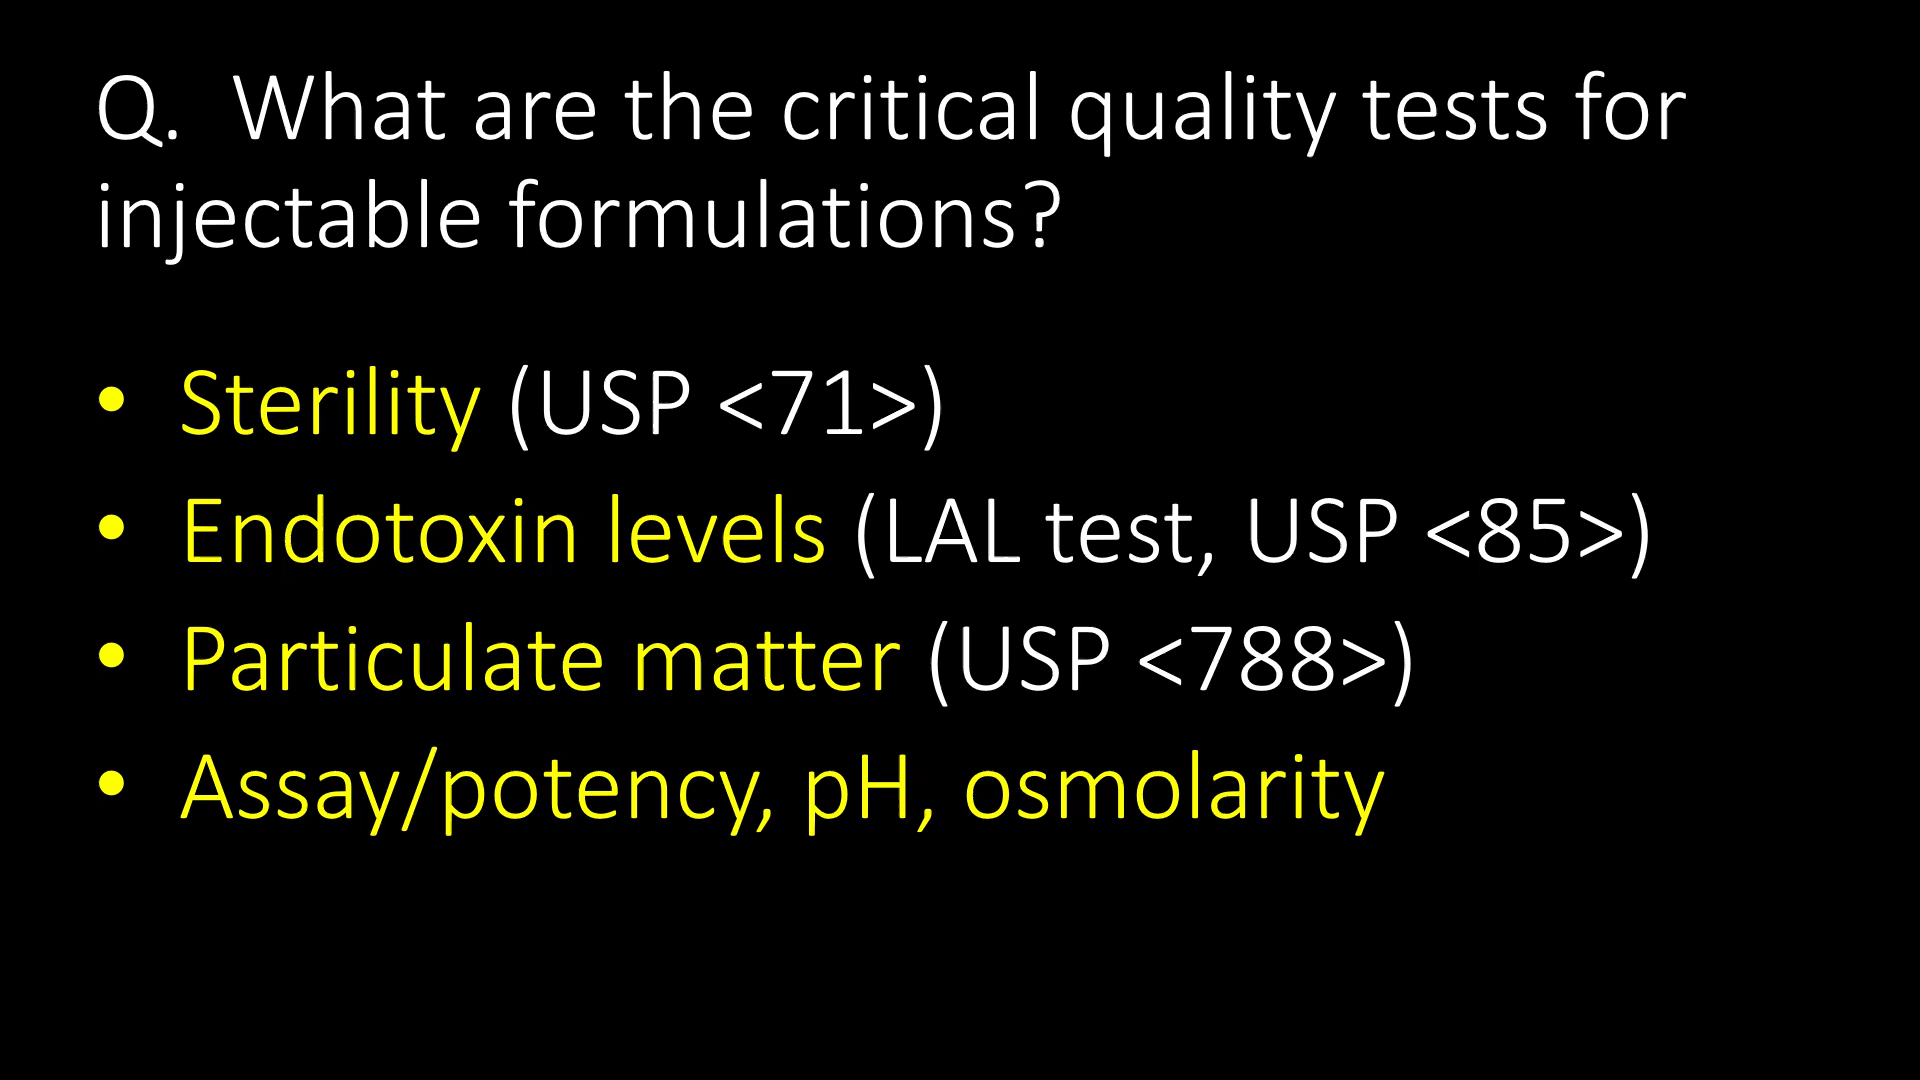 Q. What are the critical quality tests for
injectable formulations?
• Sterility (USP <71>)
• Endotoxin levels (LAL test, USP <85>)
• Particulate matter (USP <788>)
• Assay/potency, pH, osmolarity